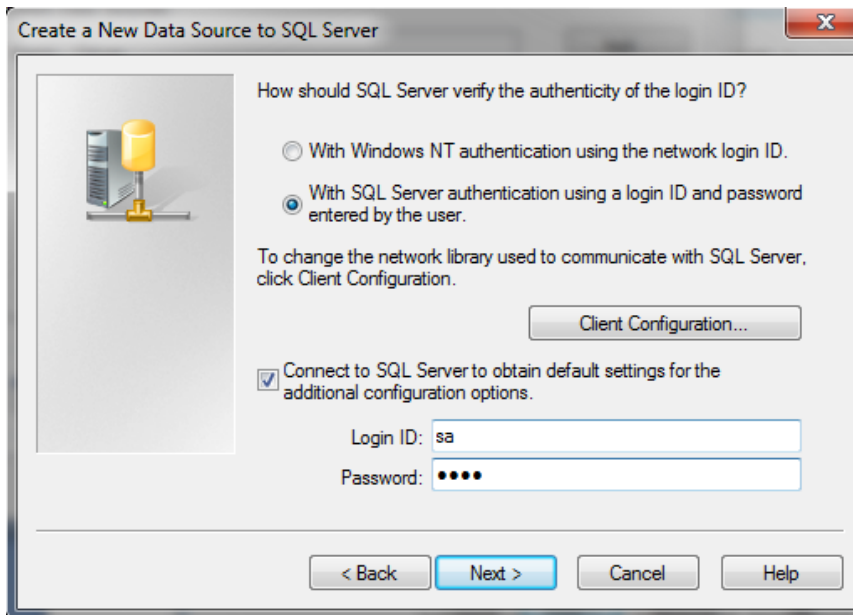 Create a New Data Source to SQL Server
How should SQL Server verify the authenticity of the login ID?
With Windows NT authentication using the network login ID.
With SQL Server authentication using a login ID and password
entered by the user.
To change the network library used to communicate with SQL Server,
click Client Configuration.
Client Configuration...
Connect to SQL Server to obtain default settings for the
additional configuration options.
Login ID: sa
Password: ●●●●
< Back Next > Cancel Help